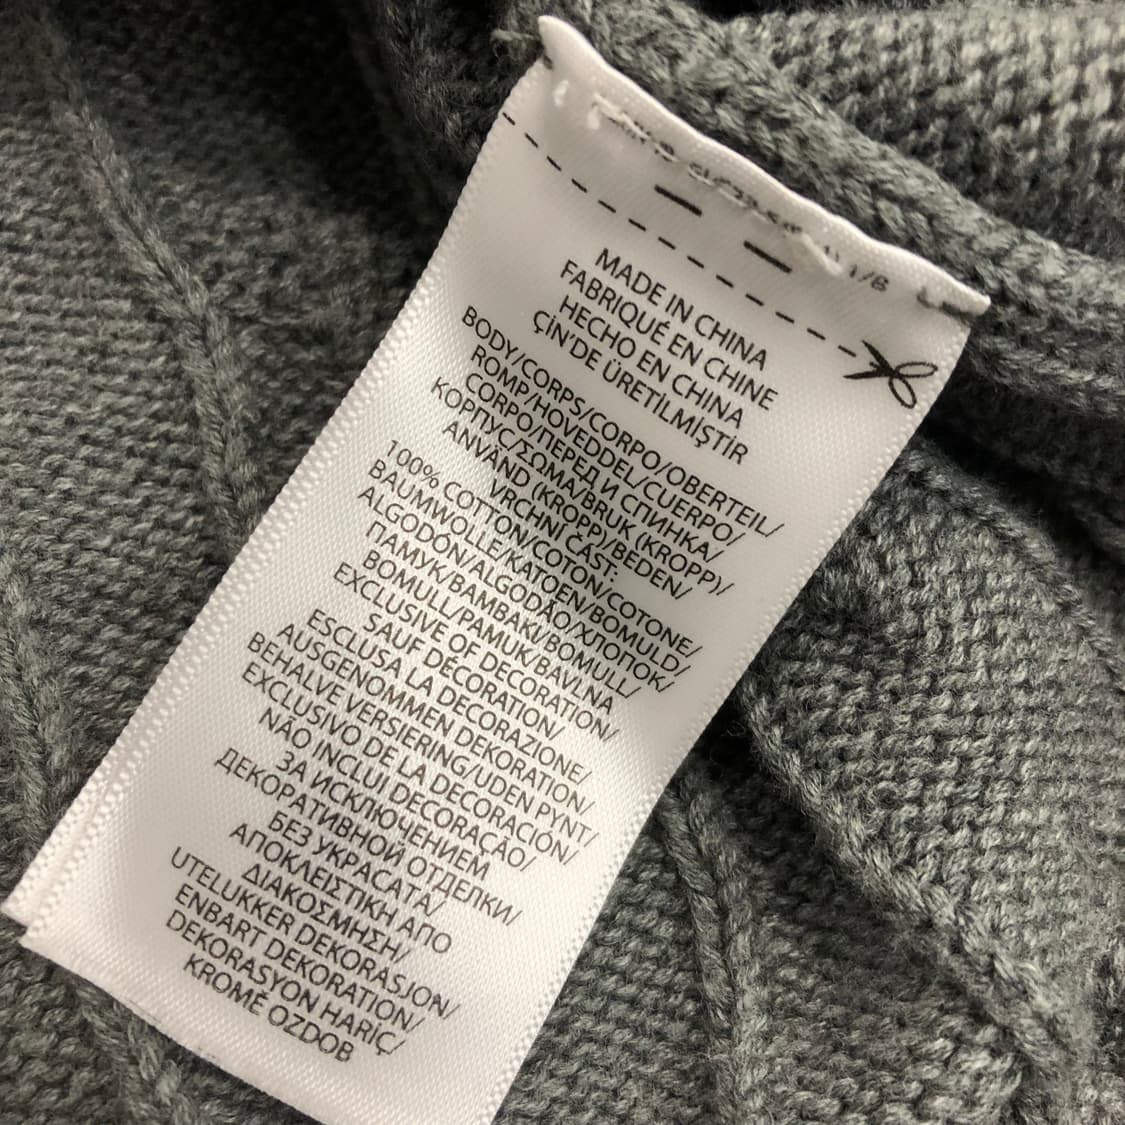 MADE IN CHINA
FABRIQUÉ EN CHINE
HECHO EN CHINA
ÇİN'DE ÜRETİLMİŞTİR
BODY/CORPS/CORPO/OBERTEIL/
ROMP/HOVEDDEL/CUERPO/
CORPO/ПЕРЕД И СПИНКА/
КОРПУС/ΣΩΜΑ/BRUK (KROPP)/
ANVÄND (KROPP)/BEDEN/
VRCHNÍ ČÁST:
100% COTTON/COTON/COTONE/
BAUMWOLLE/KATOEN/BOMULD/
ALGODÓN/ALGODÃO/ХЛОПОК/
ПАМУК/ΒΑΜΒΑΚΙ/BOMULL/
BOMULL/PAMUK/BAVLNA
EXCLUSIVE OF DECORATION/
SAUF DÉCORATION/
ESCLUSA LA DECORAZIONE/
AUSGENOMMEN DEKORATION/
BEHALVE VERSIERING/UDEN PYNT/
EXCLUSIVO DE LA DECORACIÓN/
NÃO INCLUI DECORAÇÃO/
ЗА ИСКЛЮЧЕНИЕМ
ДЕКОРАТИВНОЙ ОТДЕЛКИ/
БЕЗ УКРАСАТА/
ΑΠΟΚΛΕΙΣΤΙΚΗ ΑΠΟ
ΔΙΑΚΟΣΜΗΣΗ/
UTELUKKER DEKORASJON/
ENBART DEKORATION/
DEKORASYON HARİÇ/
KROMĚ OZDOB